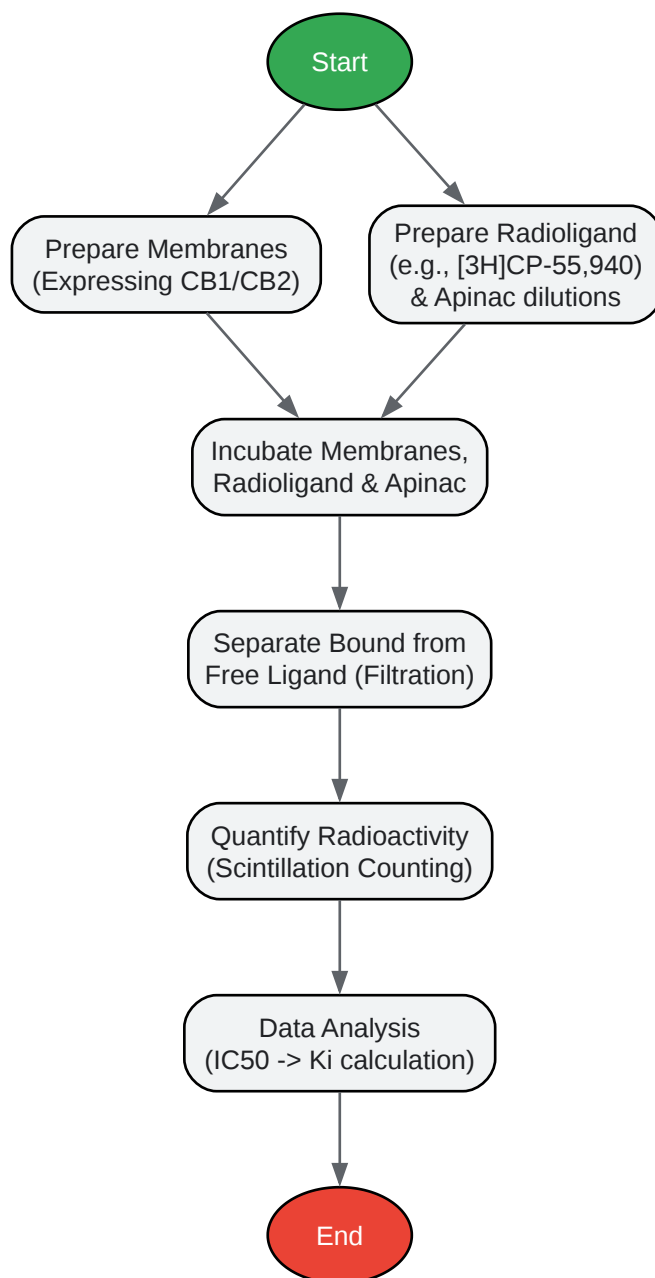 Start
Prepare Membranes
(Expressing CB1/CB2)
Prepare Radioligand
(e.g., [3H]CP-55,940)
& Apinac dilutions
Incubate Membranes,
Radioligand & Apinac
Separate Bound from
Free Ligand (Filtration)
Quantify Radioactivity
(Scintillation Counting)
Data Analysis
(IC50 -> Ki calculation)
End